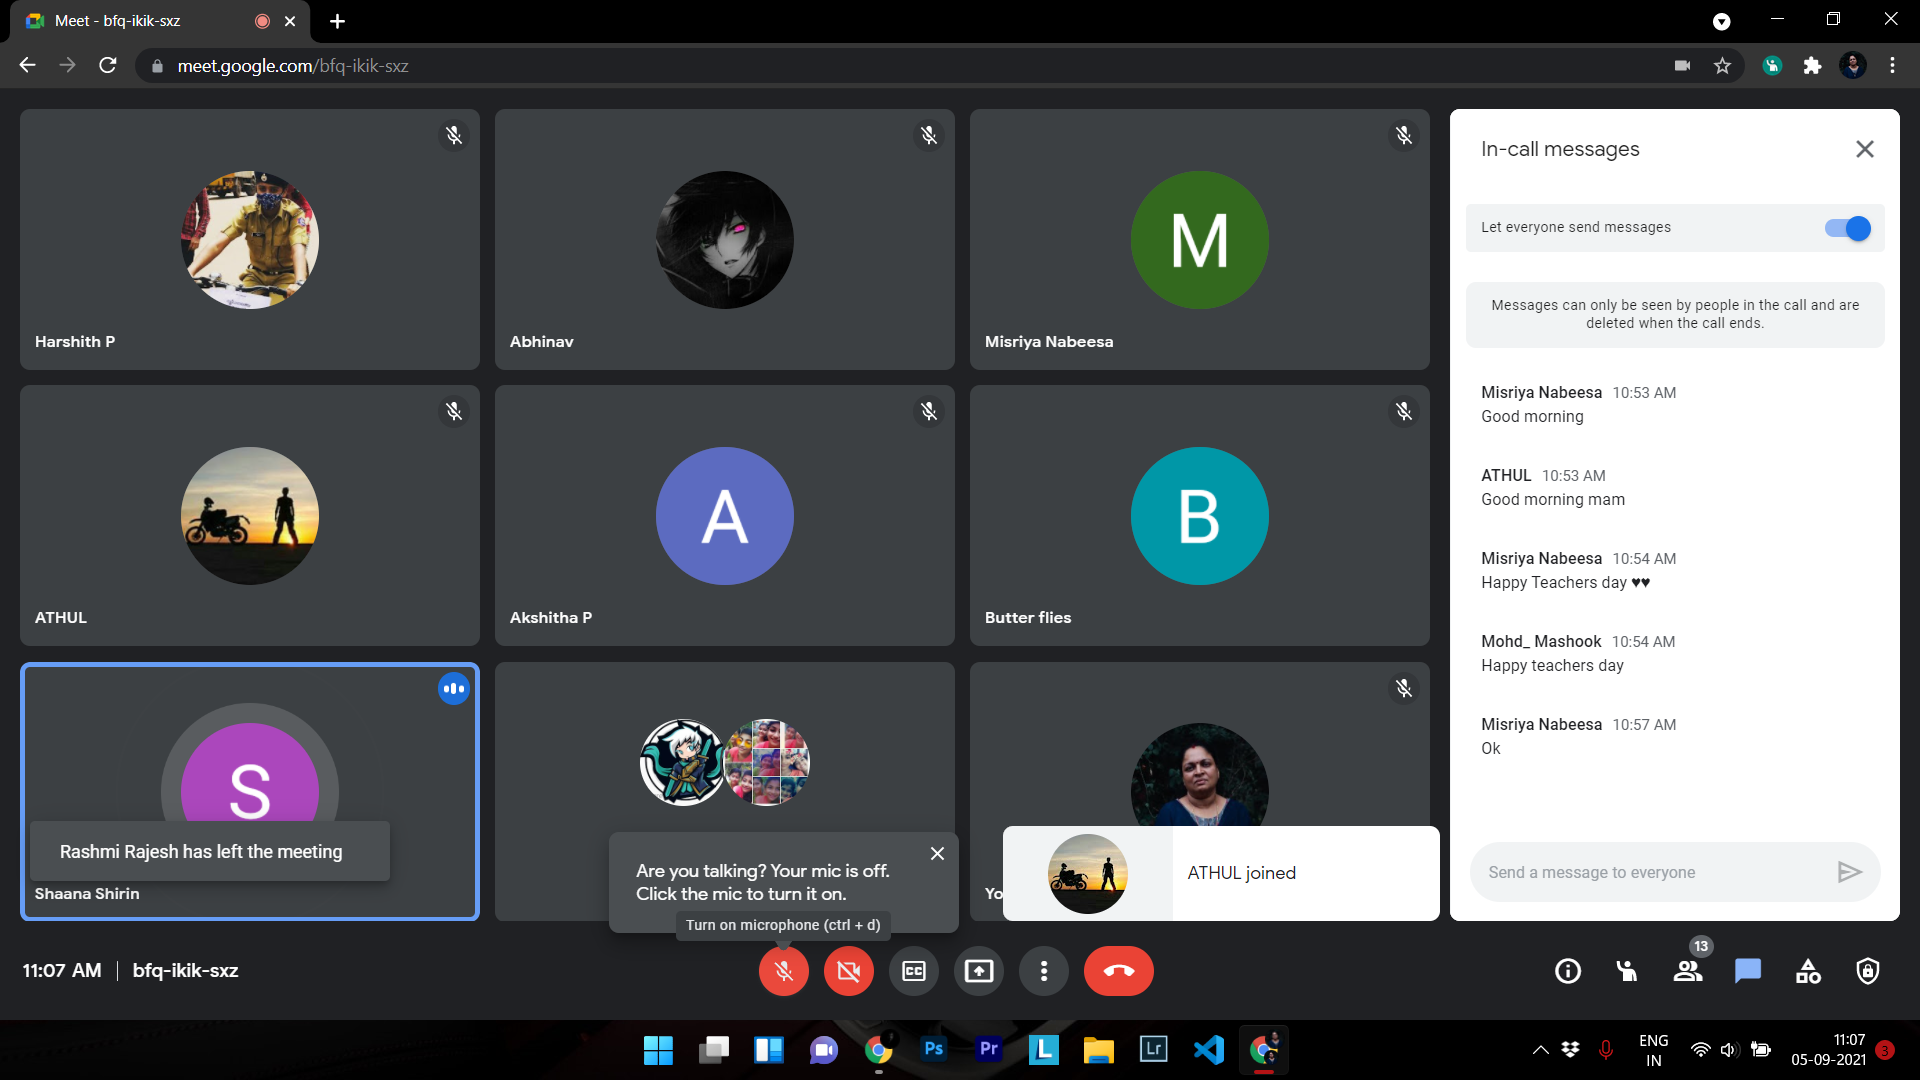 Meet - bfq-ikik-sxz
meet.google.com/bfq-ikik-sxz
Harshith P
Abhinav
M
Misriya Nabeesa
ATHUL
A
Akshitha P
B
Butter flies
S
Rashmi Rajesh has left the meeting
Shaana Shirin
Are you talking? Your mic is off.
Click the mic to turn it on.
Turn on microphone (ctrl + d)
Yo
ATHUL joined
In-call messages
Let everyone send messages
Messages can only be seen by people in the call and are
deleted when the call ends.
Misriya Nabeesa 10:53 AM
Good morning
ATHUL 10:53 AM
Good morning mam
Misriya Nabeesa 10:54 AM
Happy Teachers day ♥♥
Mohd_ Mashook 10:54 AM
Happy teachers day
Misriya Nabeesa 10:57 AM
Ok
Send a message to everyone
11:07 AM | bfq-ikik-sxz
CC
13
Ps
Pr
L
Lr
ENG
IN
11:07
05-09-2021
3